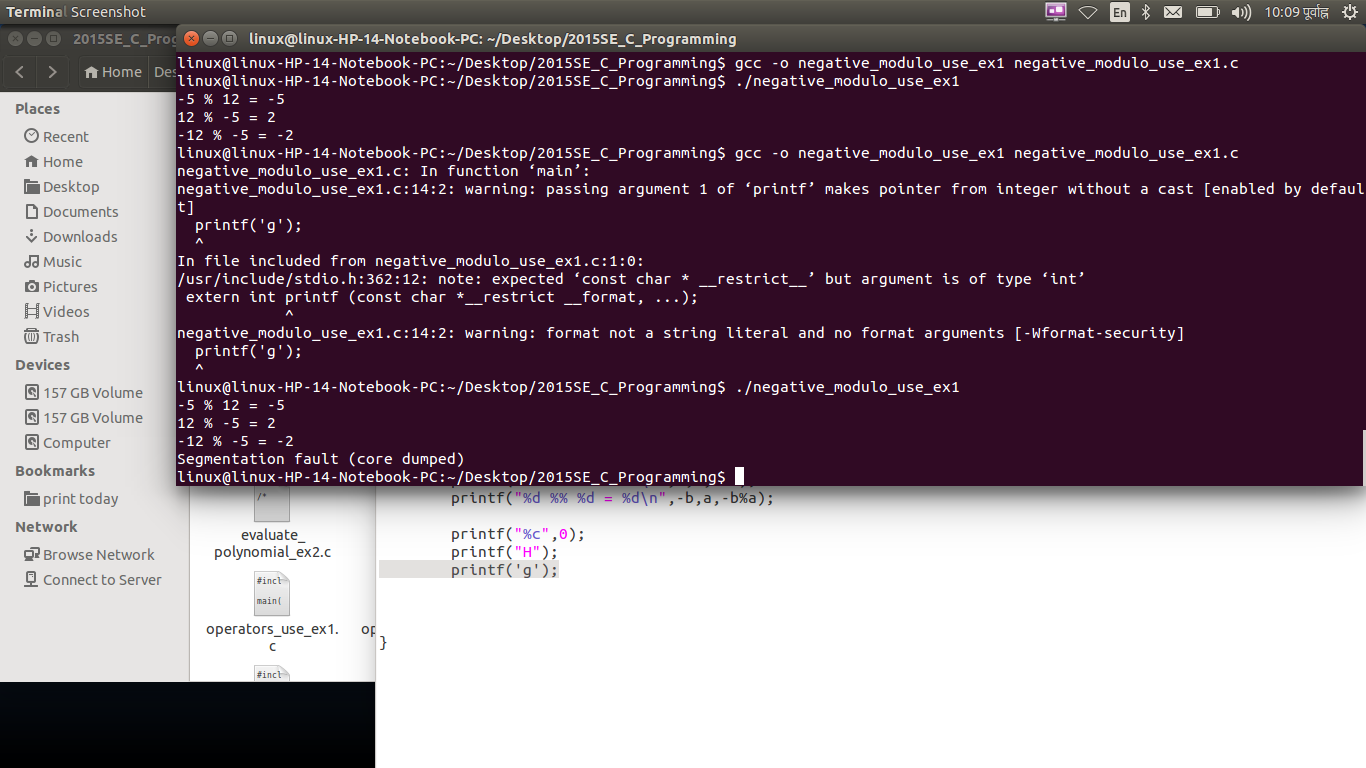 Terminal Screenshot
En
10:09 पूर्वाह्न
2015SE_C_Prog
linux@linux-HP-14-Notebook-PC: ~/Desktop/2015SE_C_Programming
Home
Des
Places
Recent
Home
Desktop
Documents
Downloads
Music
Pictures
Videos
Trash
Devices
157 GB Volume
157 GB Volume
Computer
Bookmarks
print today
Network
Browse Network
Connect to Server
linux@linux-HP-14-Notebook-PC:~/Desktop/2015SE_C_Programming$ gcc -o negative_modulo_use_ex1 negative_modulo_use_ex1.c
linux@linux-HP-14-Notebook-PC:~/Desktop/2015SE_C_Programming$ ./negative_modulo_use_ex1
-5 % 12 = -5
12 % -5 = 2
-12 % -5 = -2
linux@linux-HP-14-Notebook-PC:~/Desktop/2015SE_C_Programming$ gcc -o negative_modulo_use_ex1 negative_modulo_use_ex1.c
negative_modulo_use_ex1.c: In function ‘main’:
negative_modulo_use_ex1.c:14:2: warning: passing argument 1 of ‘printf’ makes pointer from integer without a cast [enabled by defaul
t]
  printf('g');
  ^
In file included from negative_modulo_use_ex1.c:1:0:
/usr/include/stdio.h:362:12: note: expected ‘const char * __restrict__’ but argument is of type ‘int’
 extern int printf (const char *__restrict __format, ...);
            ^
negative_modulo_use_ex1.c:14:2: warning: format not a string literal and no format arguments [-Wformat-security]
  printf('g');
  ^
linux@linux-HP-14-Notebook-PC:~/Desktop/2015SE_C_Programming$ ./negative_modulo_use_ex1
-5 % 12 = -5
12 % -5 = 2
-12 % -5 = -2
Segmentation fault (core dumped)
linux@linux-HP-14-Notebook-PC:~/Desktop/2015SE_C_Programming$
/*
evaluate_
polynomial_ex2.c
#incl
main(
operators_use_ex1.
c
op
#incl
printf("%d %% %d = %d\n",-b,a,-b%a);
printf("%c",0);
printf("H");
printf('g');
}